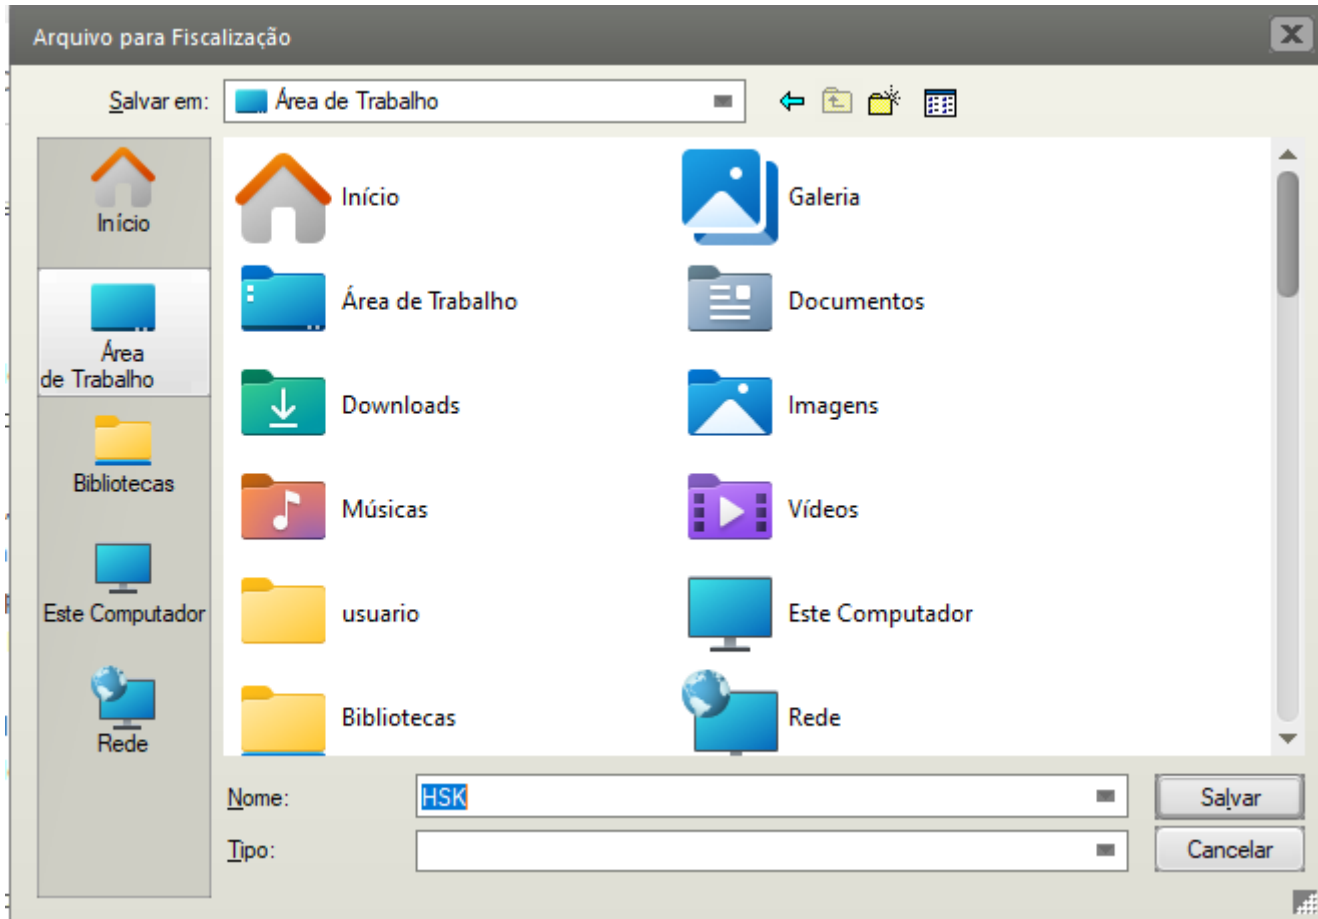 Arquivo para Fiscalização
Salvar em:
Área de Trabalho
Início
Área
de Trabalho
Bibliotecas
Este Computador
Rede
Início
Galeria
Área de Trabalho
Documentos
Downloads
Imagens
Músicas
Vídeos
usuario
Este Computador
Bibliotecas
Rede
Nome:
HSK
Salvar
Tipo:
Cancelar